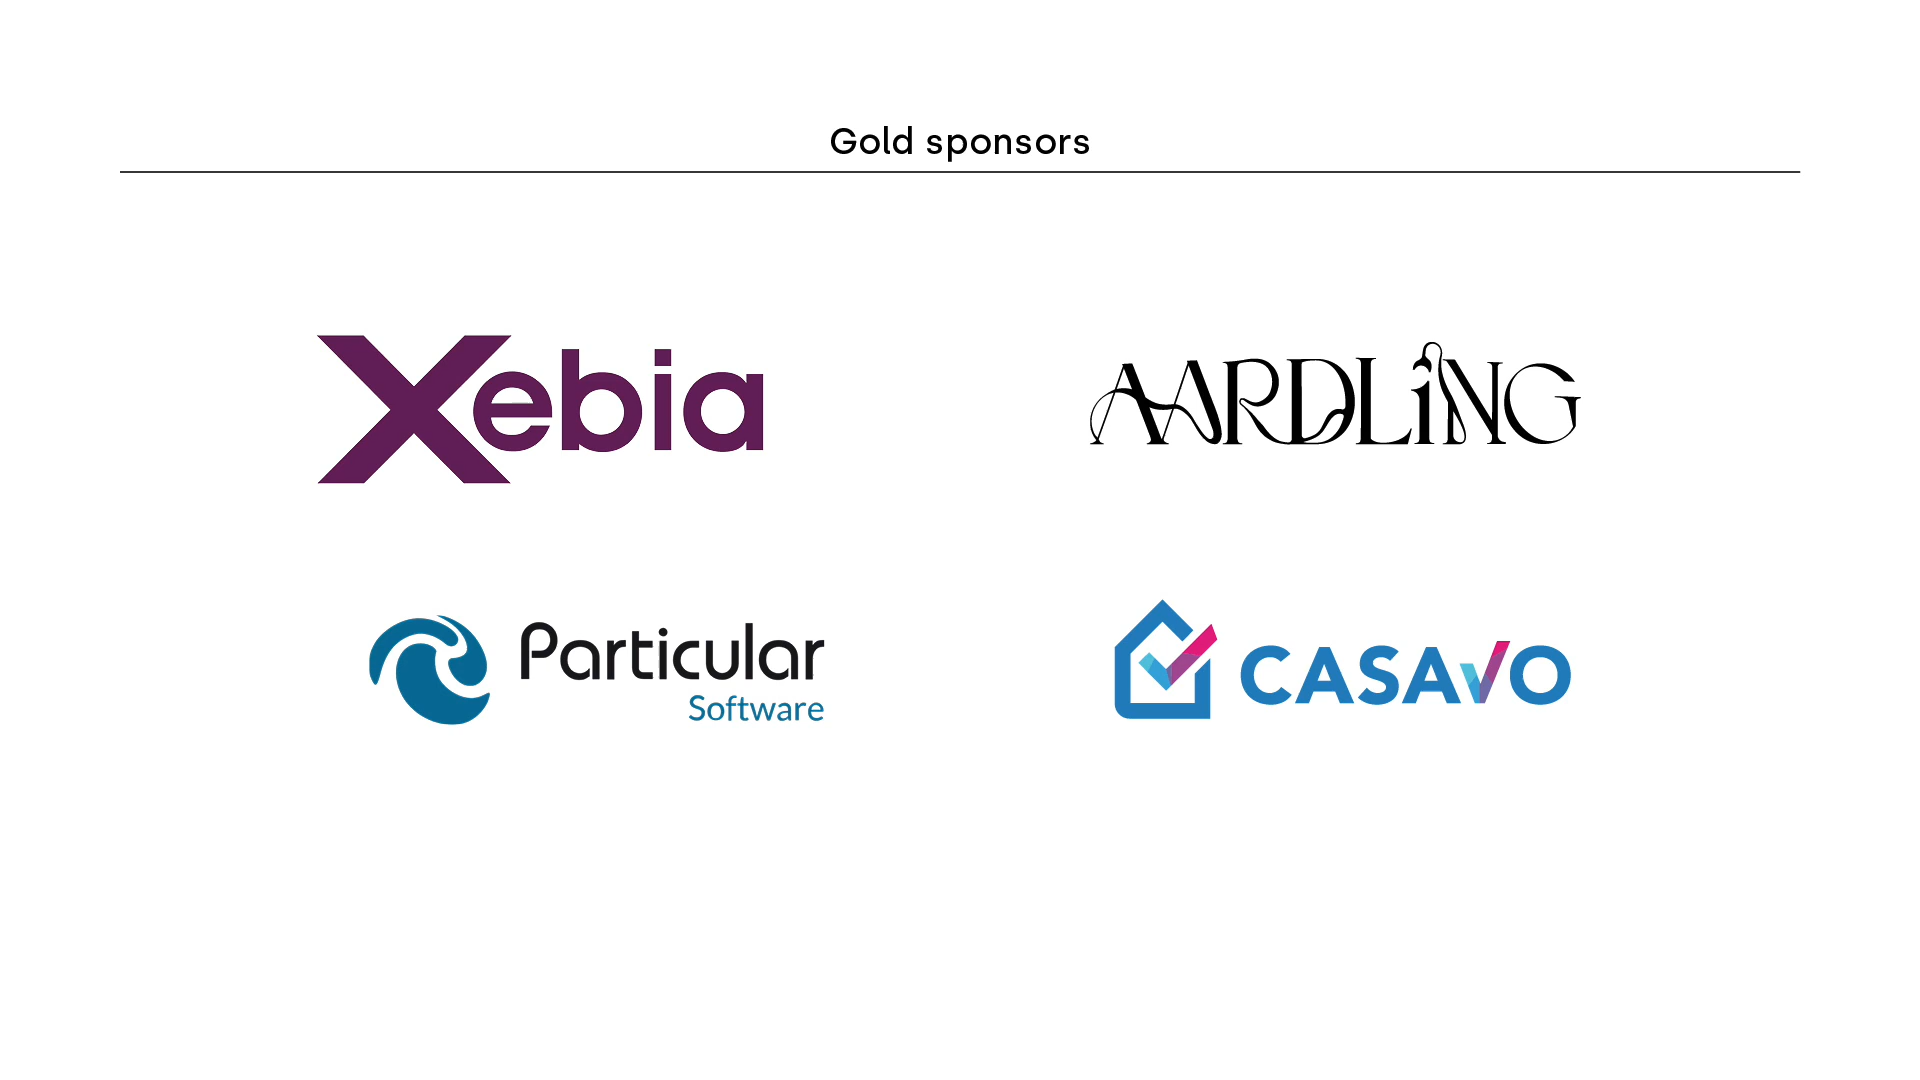 Gold sponsors
Xebia
AARDLiNG
Particular
Software
CASAVO